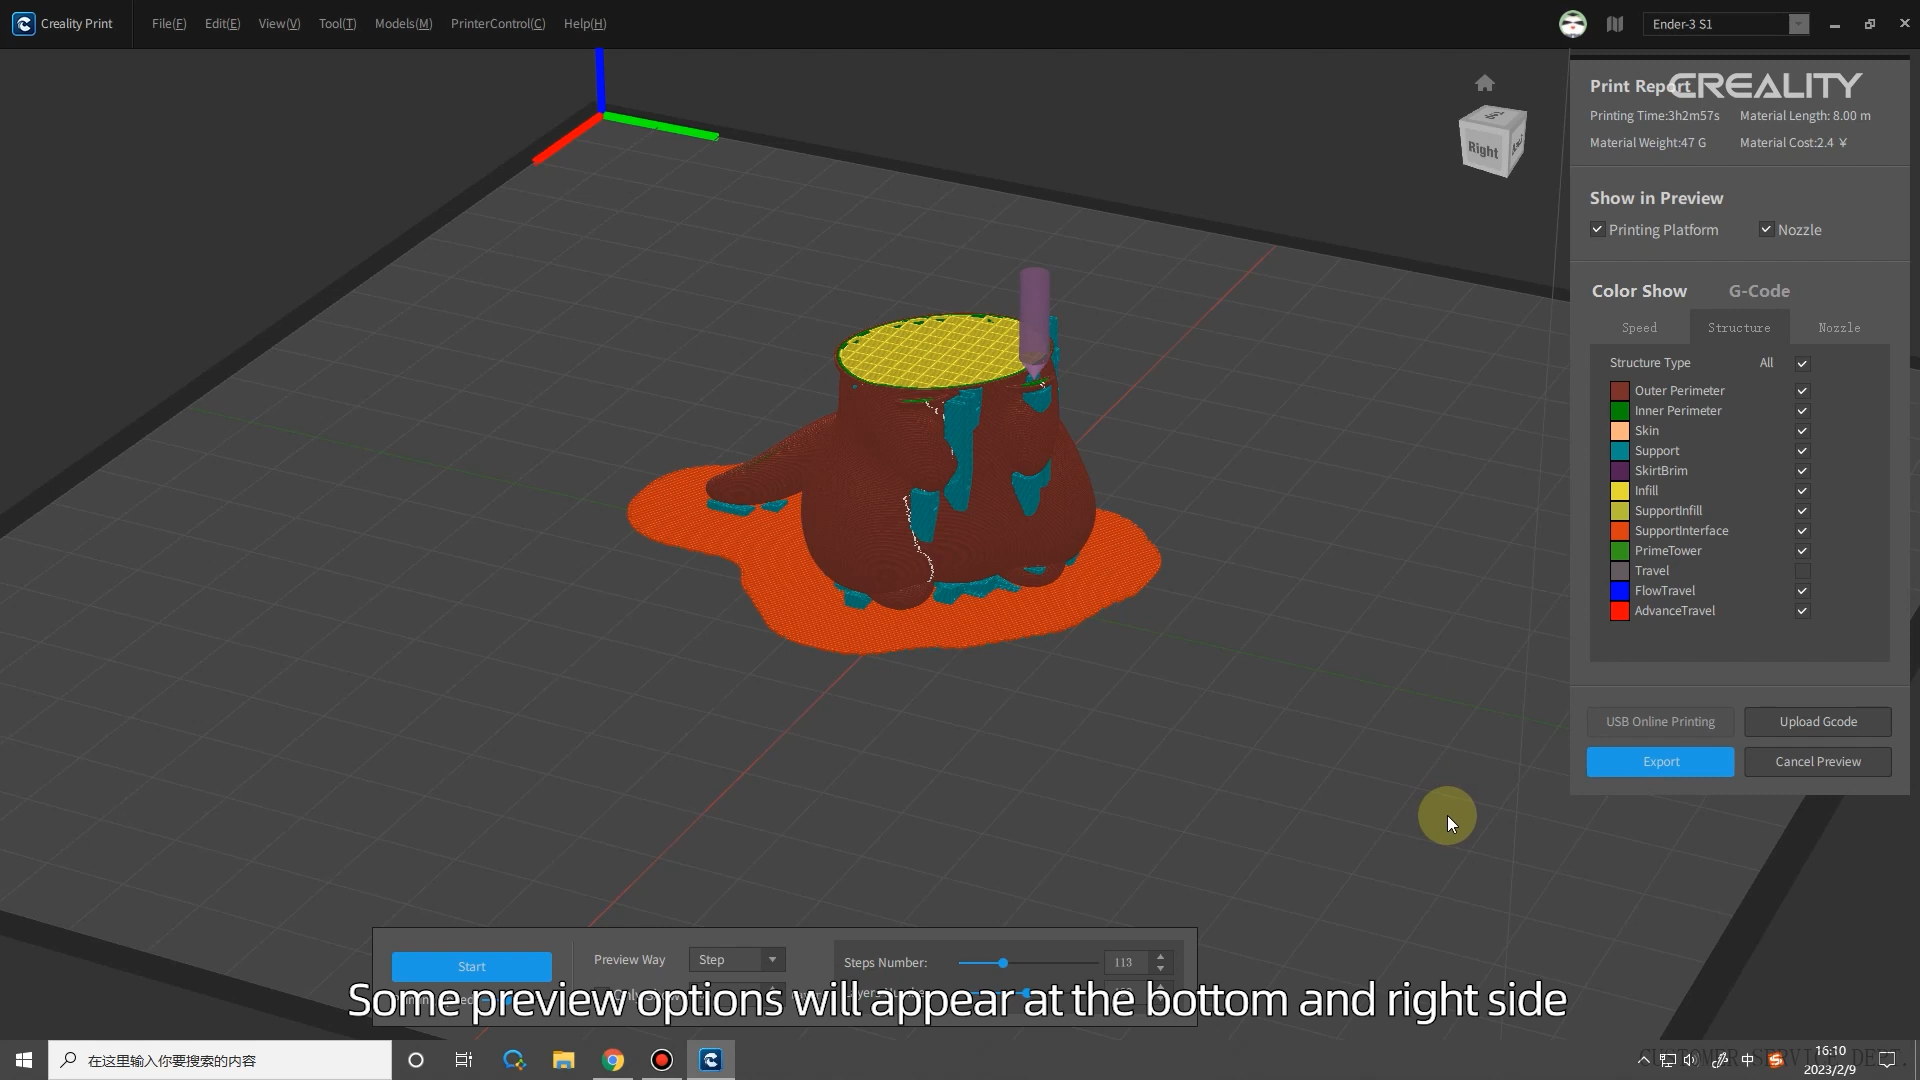 Creality Print File(F) Edit(E) View(V) Tool(T) Models(M) PrinterControl(C) Help(H) Ender-3 S1
Print Report CREALITY
Printing Time:3h2m57s Material Length: 8.00 m
Material Weight:47 G Material Cost:2.4 ¥
Right
Show in Preview
Printing Platform Nozzle
Color Show G-Code
Speed Structure Nozzle
Structure Type All
Outer Perimeter
Inner Perimeter
Skin
Support
SkirtBrim
Infill
SupportInfill
SupportInterface
PrimeTower
Travel
FlowTravel
AdvanceTravel
USB Online Printing Upload Gcode
Export Cancel Preview
Start Preview Way Step Steps Number: 113
Some preview options will appear at the bottom and right side
在这里输入你要搜索的内容
中 CUSTOMER SERVICE DEPT.
16:10
2023/2/9